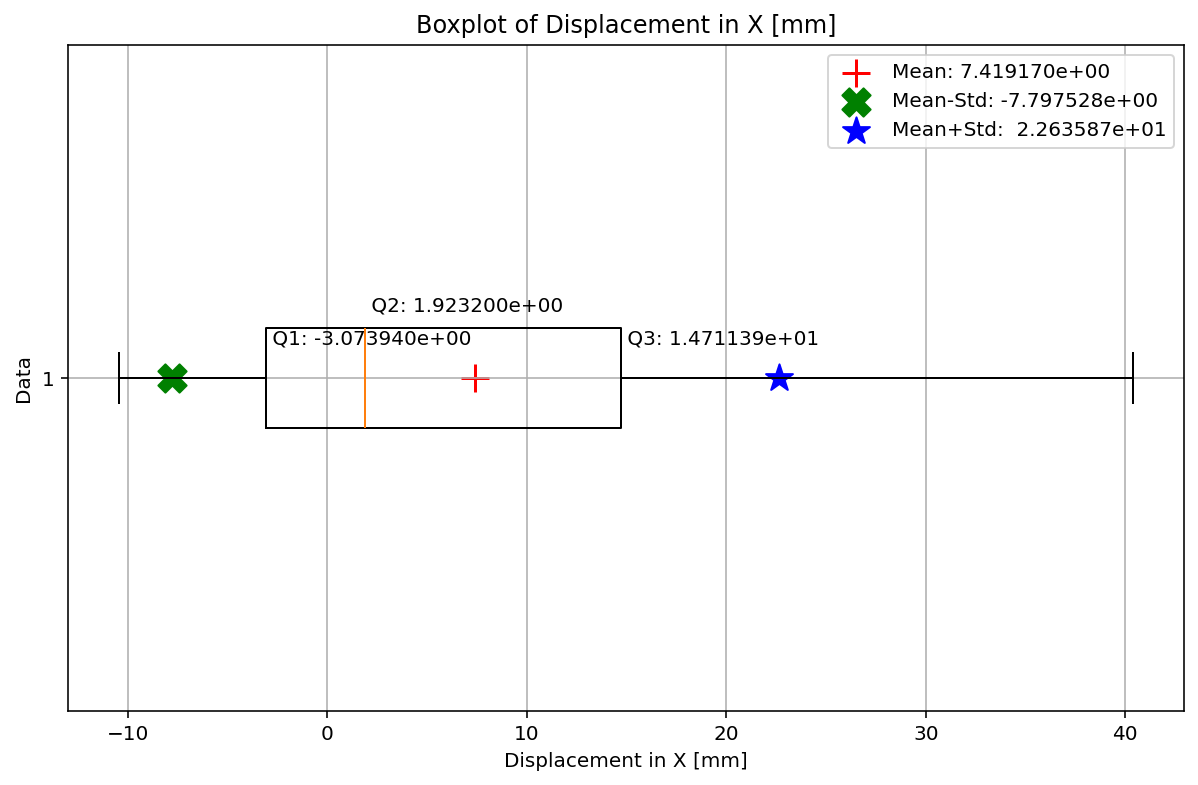 Boxplot of Displacement in X [mm]
Mean: 7.419170e+00
Mean-Std: -7.797528e+00
Mean+Std:  2.263587e+01
Q2: 1.923200e+00
Q1: -3.073940e+00
Q3: 1.471139e+01
Data
1
−10
0
10
20
30
40
Displacement in X [mm]